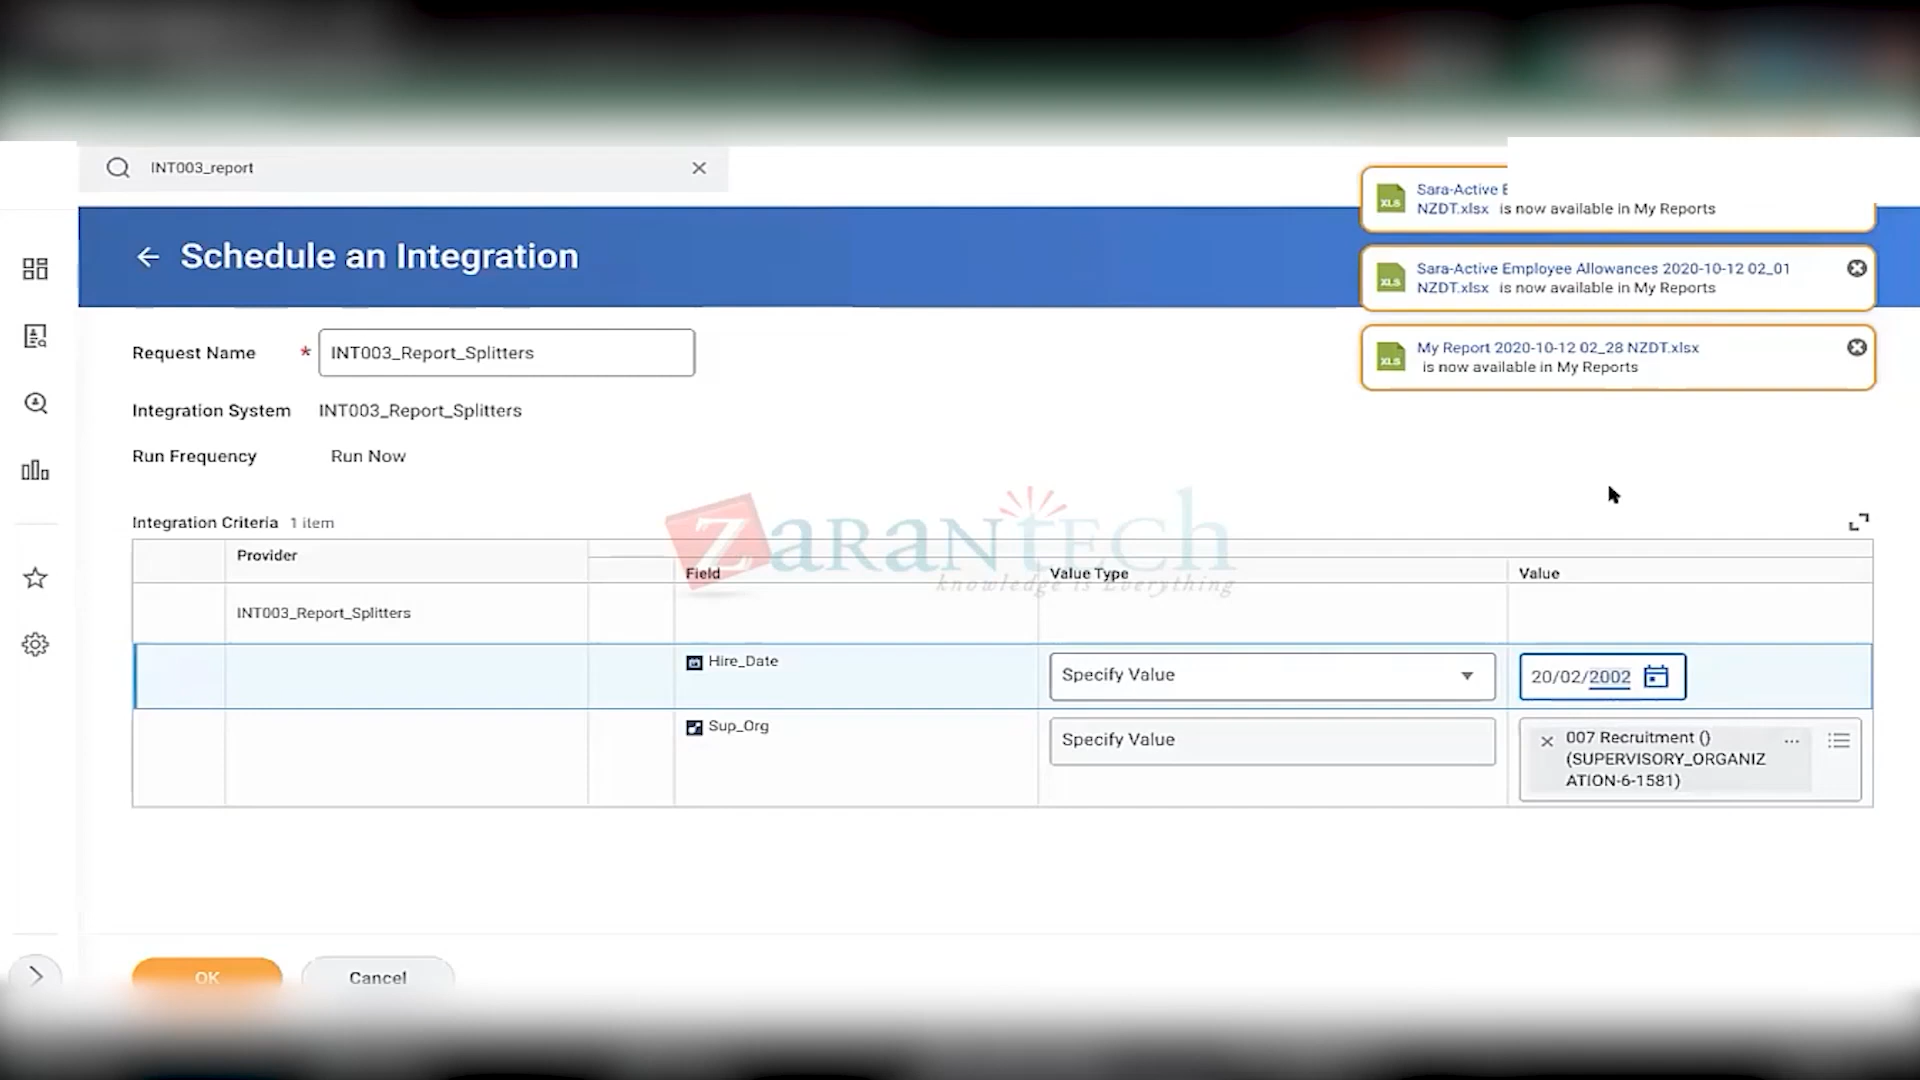 INT003_report
Sara-Active E
NZDT.xlsx is now available in My Reports
Schedule an Integration
Sara-Active Employee Allowances 2020-10-12 02_01
NZDT.xlsx is now available in My Reports
My Report 2020-10-12 02_28 NZDT.xlsx
is now available in My Reports
Request Name * INT003_Report_Splitters
Integration System INT003_Report_Splitters
Run Frequency Run Now
Integration Criteria 1 item
Provider
Field Value Type Value
ZARANTECH
knowledge is Everything
INT003_Report_Splitters
Hire_Date Specify Value 20/02/2002
Sup_Org Specify Value 007 Recruitment ()
(SUPERVISORY_ORGANIZ
ATION-6-1581)
OK Cancel
XLS
XLS
XLS